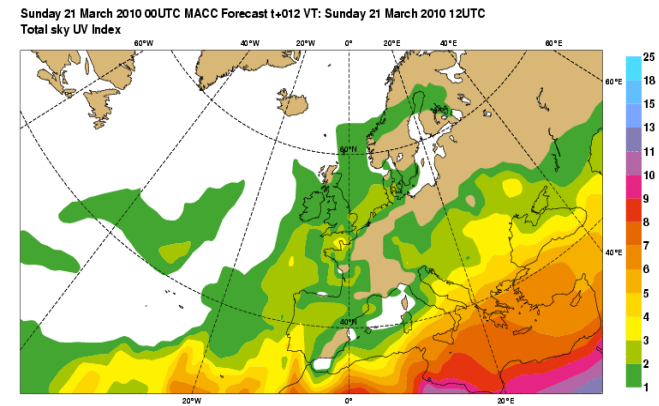 Sunday 21 March 2010 00UTC MACC Forecast t+012 VT: Sunday 21 March 2010 12UTC
Total sky UV Index
60°W 40°W 20°W 0° 20°E 40°E 60°E
25
18
15
13
11
10
9
8
7
6
5
4
3
2
1
60°E
60°N
40°E
40°N
20°W 0° 20°E